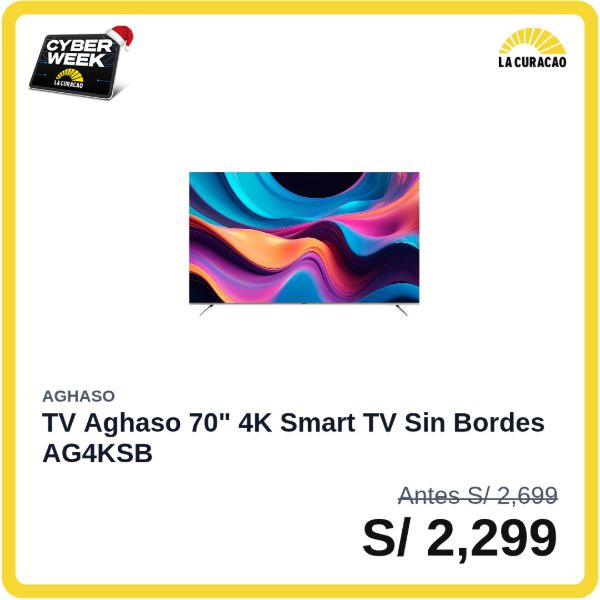 CYBER
WEEK
LA CURACAO
LA CURACAO
AGHASO
TV Aghaso 70" 4K Smart TV Sin Bordes
AG4KSB
Antes S/ 2,699
S/ 2,299